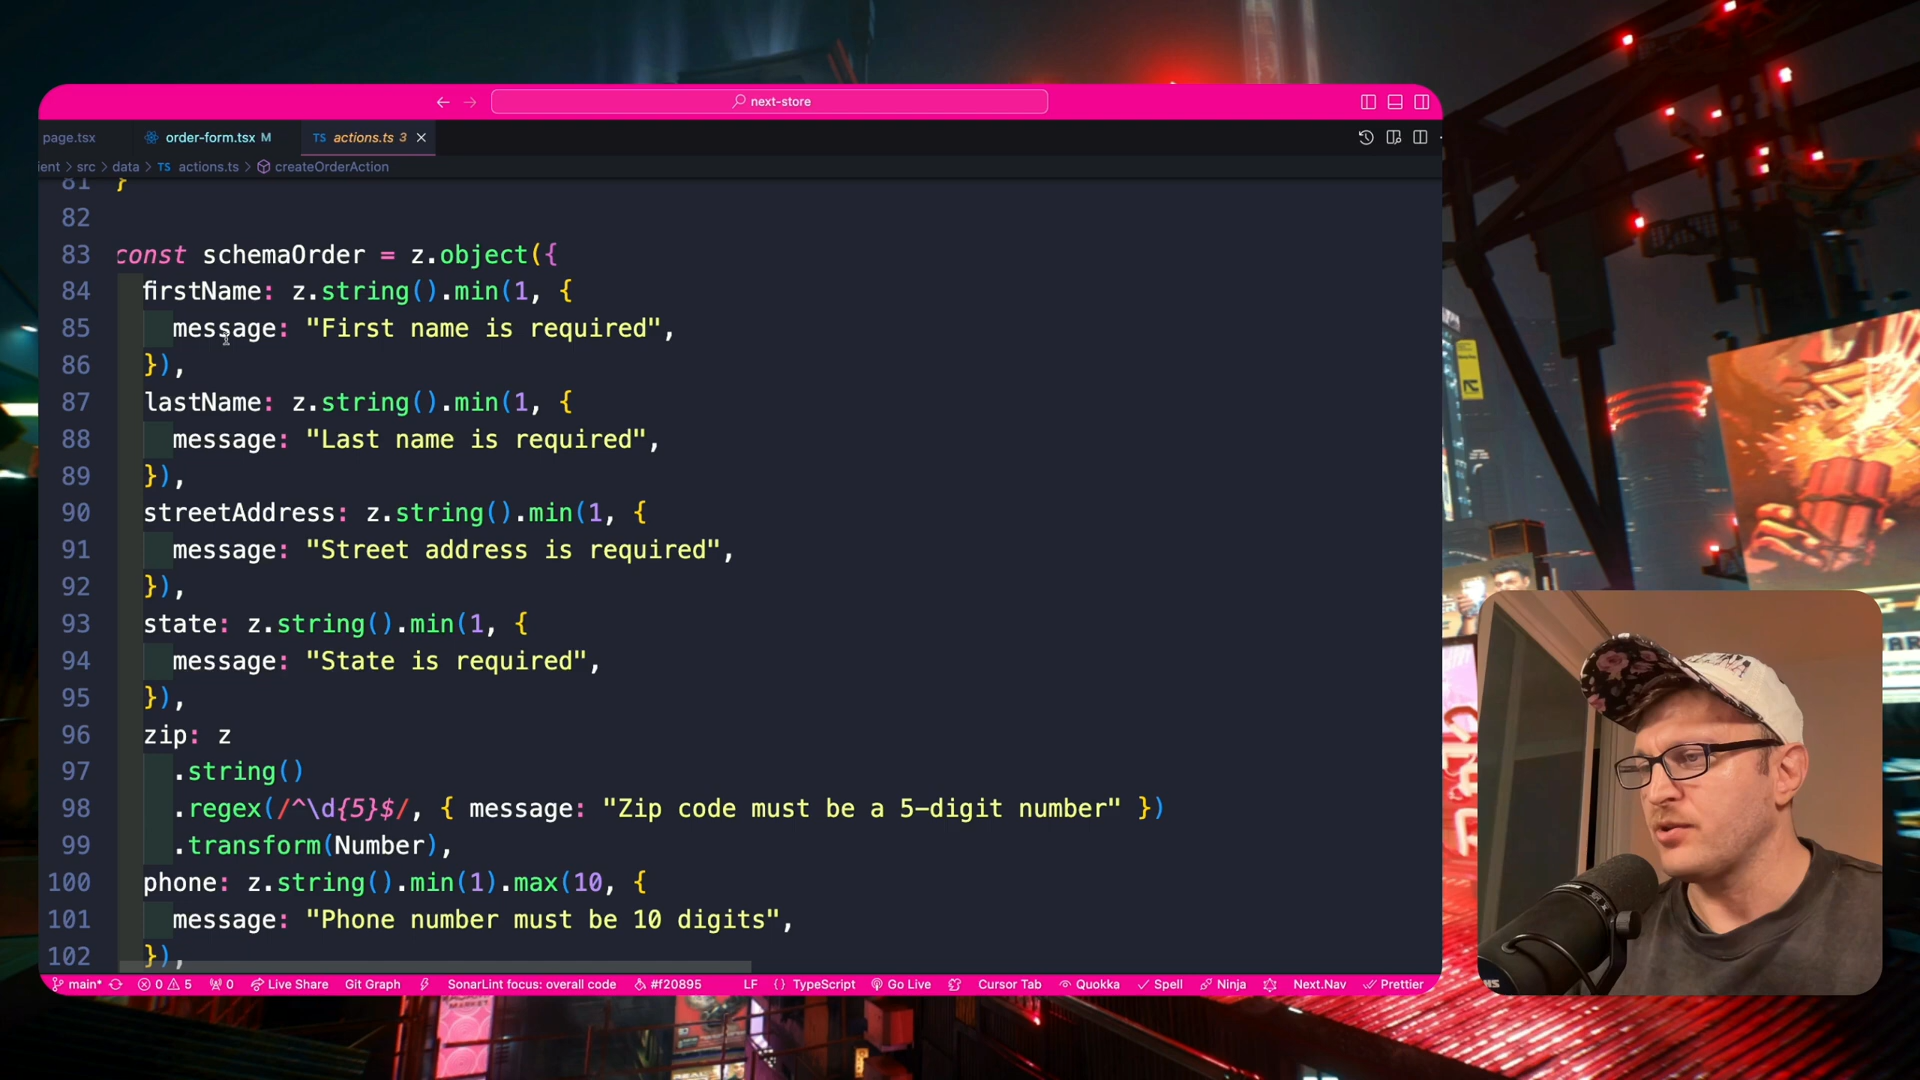 next-store
page.tsx order-form.tsx M TS actions.ts 3
ient > src > data > TS actions.ts > createOrderAction
81 }
82
83 const schemaOrder = z.object({
84 firstName: z.string().min(1, {
85 message: "First name is required",
86 }),
87 lastName: z.string().min(1, {
88 message: "Last name is required",
89 }),
90 streetAddress: z.string().min(1, {
91 message: "Street address is required",
92 }),
93 state: z.string().min(1, {
94 message: "State is required",
95 }),
96 zip: z
97 .string()
98 .regex(/^\d{5}$/, { message: "Zip code must be a 5-digit number" })
99 .transform(Number),
100 phone: z.string().min(1).max(10, {
101 message: "Phone number must be 10 digits",
102 }),
main* 0 5 0 Live Share Git Graph SonarLint focus: overall code #f20895 LF {} TypeScript Go Live Cursor Tab Quokka Spell Ninja Next.Nav Prettier